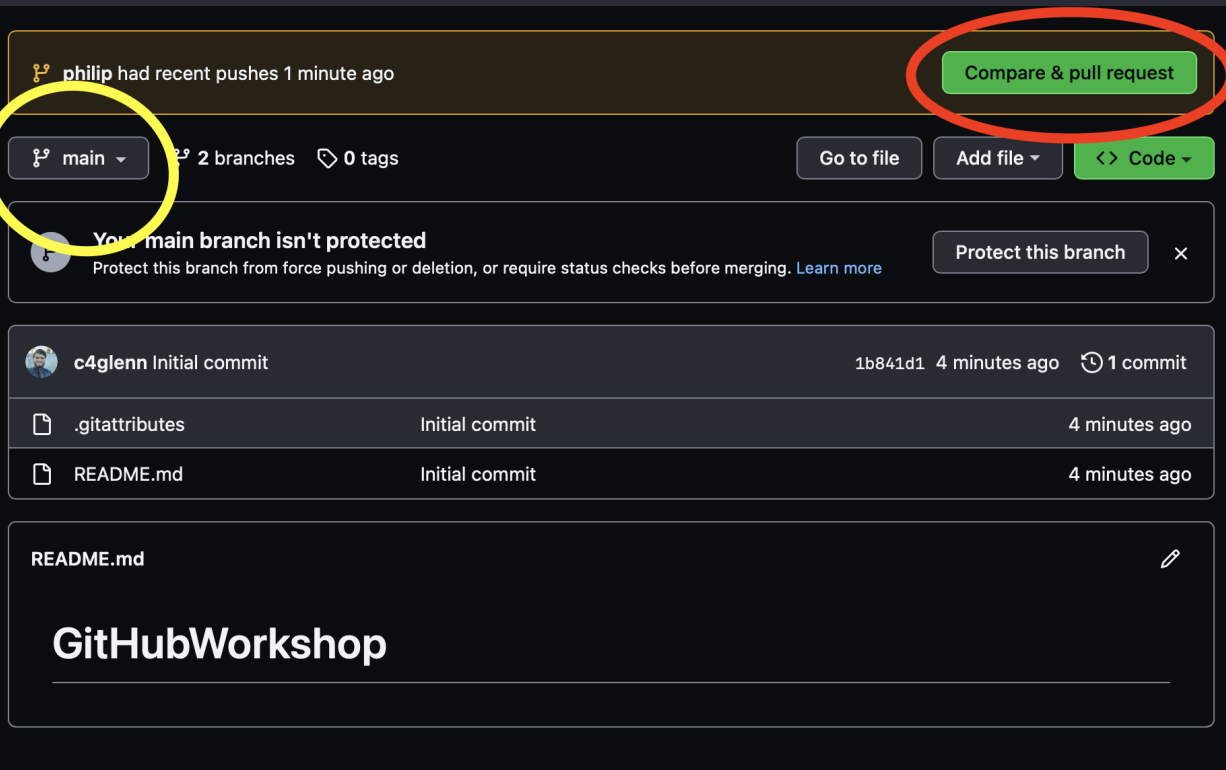 philip had recent pushes 1 minute ago
Compare & pull request
main
2 branches
0 tags
Go to file
Add file
<> Code
Your main branch isn't protected
Protect this branch from force pushing or deletion, or require status checks before merging. Learn more
Protect this branch
c4glenn Initial commit
1b841d1 4 minutes ago
1 commit
.gitattributes Initial commit 4 minutes ago
README.md Initial commit 4 minutes ago
README.md
GitHubWorkshop